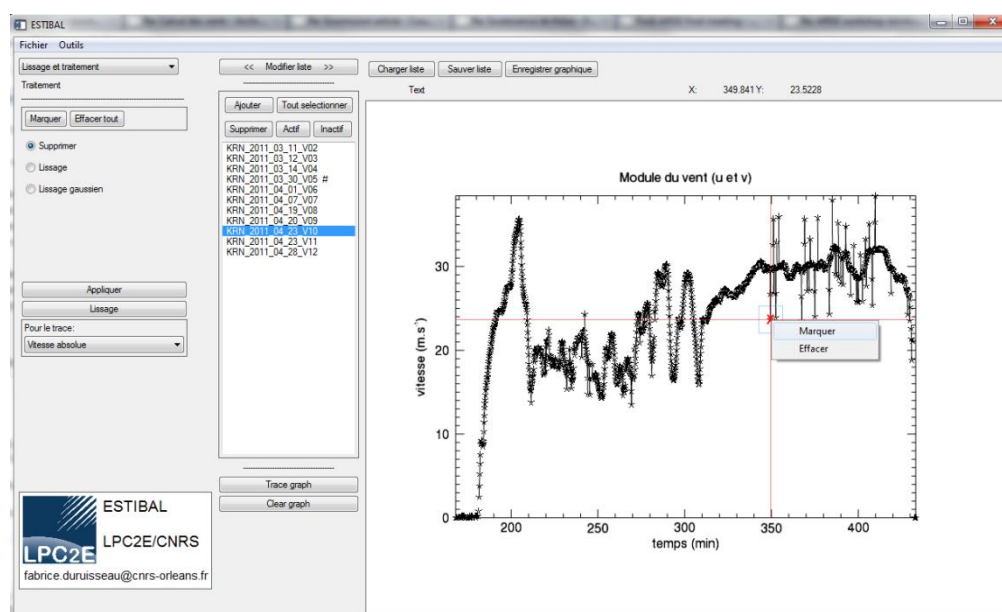 ESTIBAL
Fichier Outils
Lissage et traitement
Traitement
Marquer Effacer tout
Supprimer
Lissage
Lissage gaussien
Appliquer
Lissage
Pour le trace:
Vitesse absolue
ESTIBAL
LPC2E/CNRS
LPC2E
fabrice.duruisseau@cnrs-orleans.fr
<< Modifier liste >>
Ajouter Tout selectionner
Supprimer Actif Inactif
KRN_2011_03_11_V02
KRN_2011_03_12_V03
KRN_2011_03_14_V04
KRN_2011_03_30_V05 #
KRN_2011_04_01_V06
KRN_2011_04_07_V07
KRN_2011_04_19_V08
KRN_2011_04_20_V09
KRN_2011_04_23_V10
KRN_2011_04_23_V11
KRN_2011_04_28_V12
Trace graph
Clear graph
Charger liste Sauver liste Enregistrer graphique
Text X: 349.841 Y: 23.5228
Module du vent (u et v)
vitesse (m.s⁻¹)
30
20
10
0
Marquer
Effacer
200 250 300 350 400
temps (min)